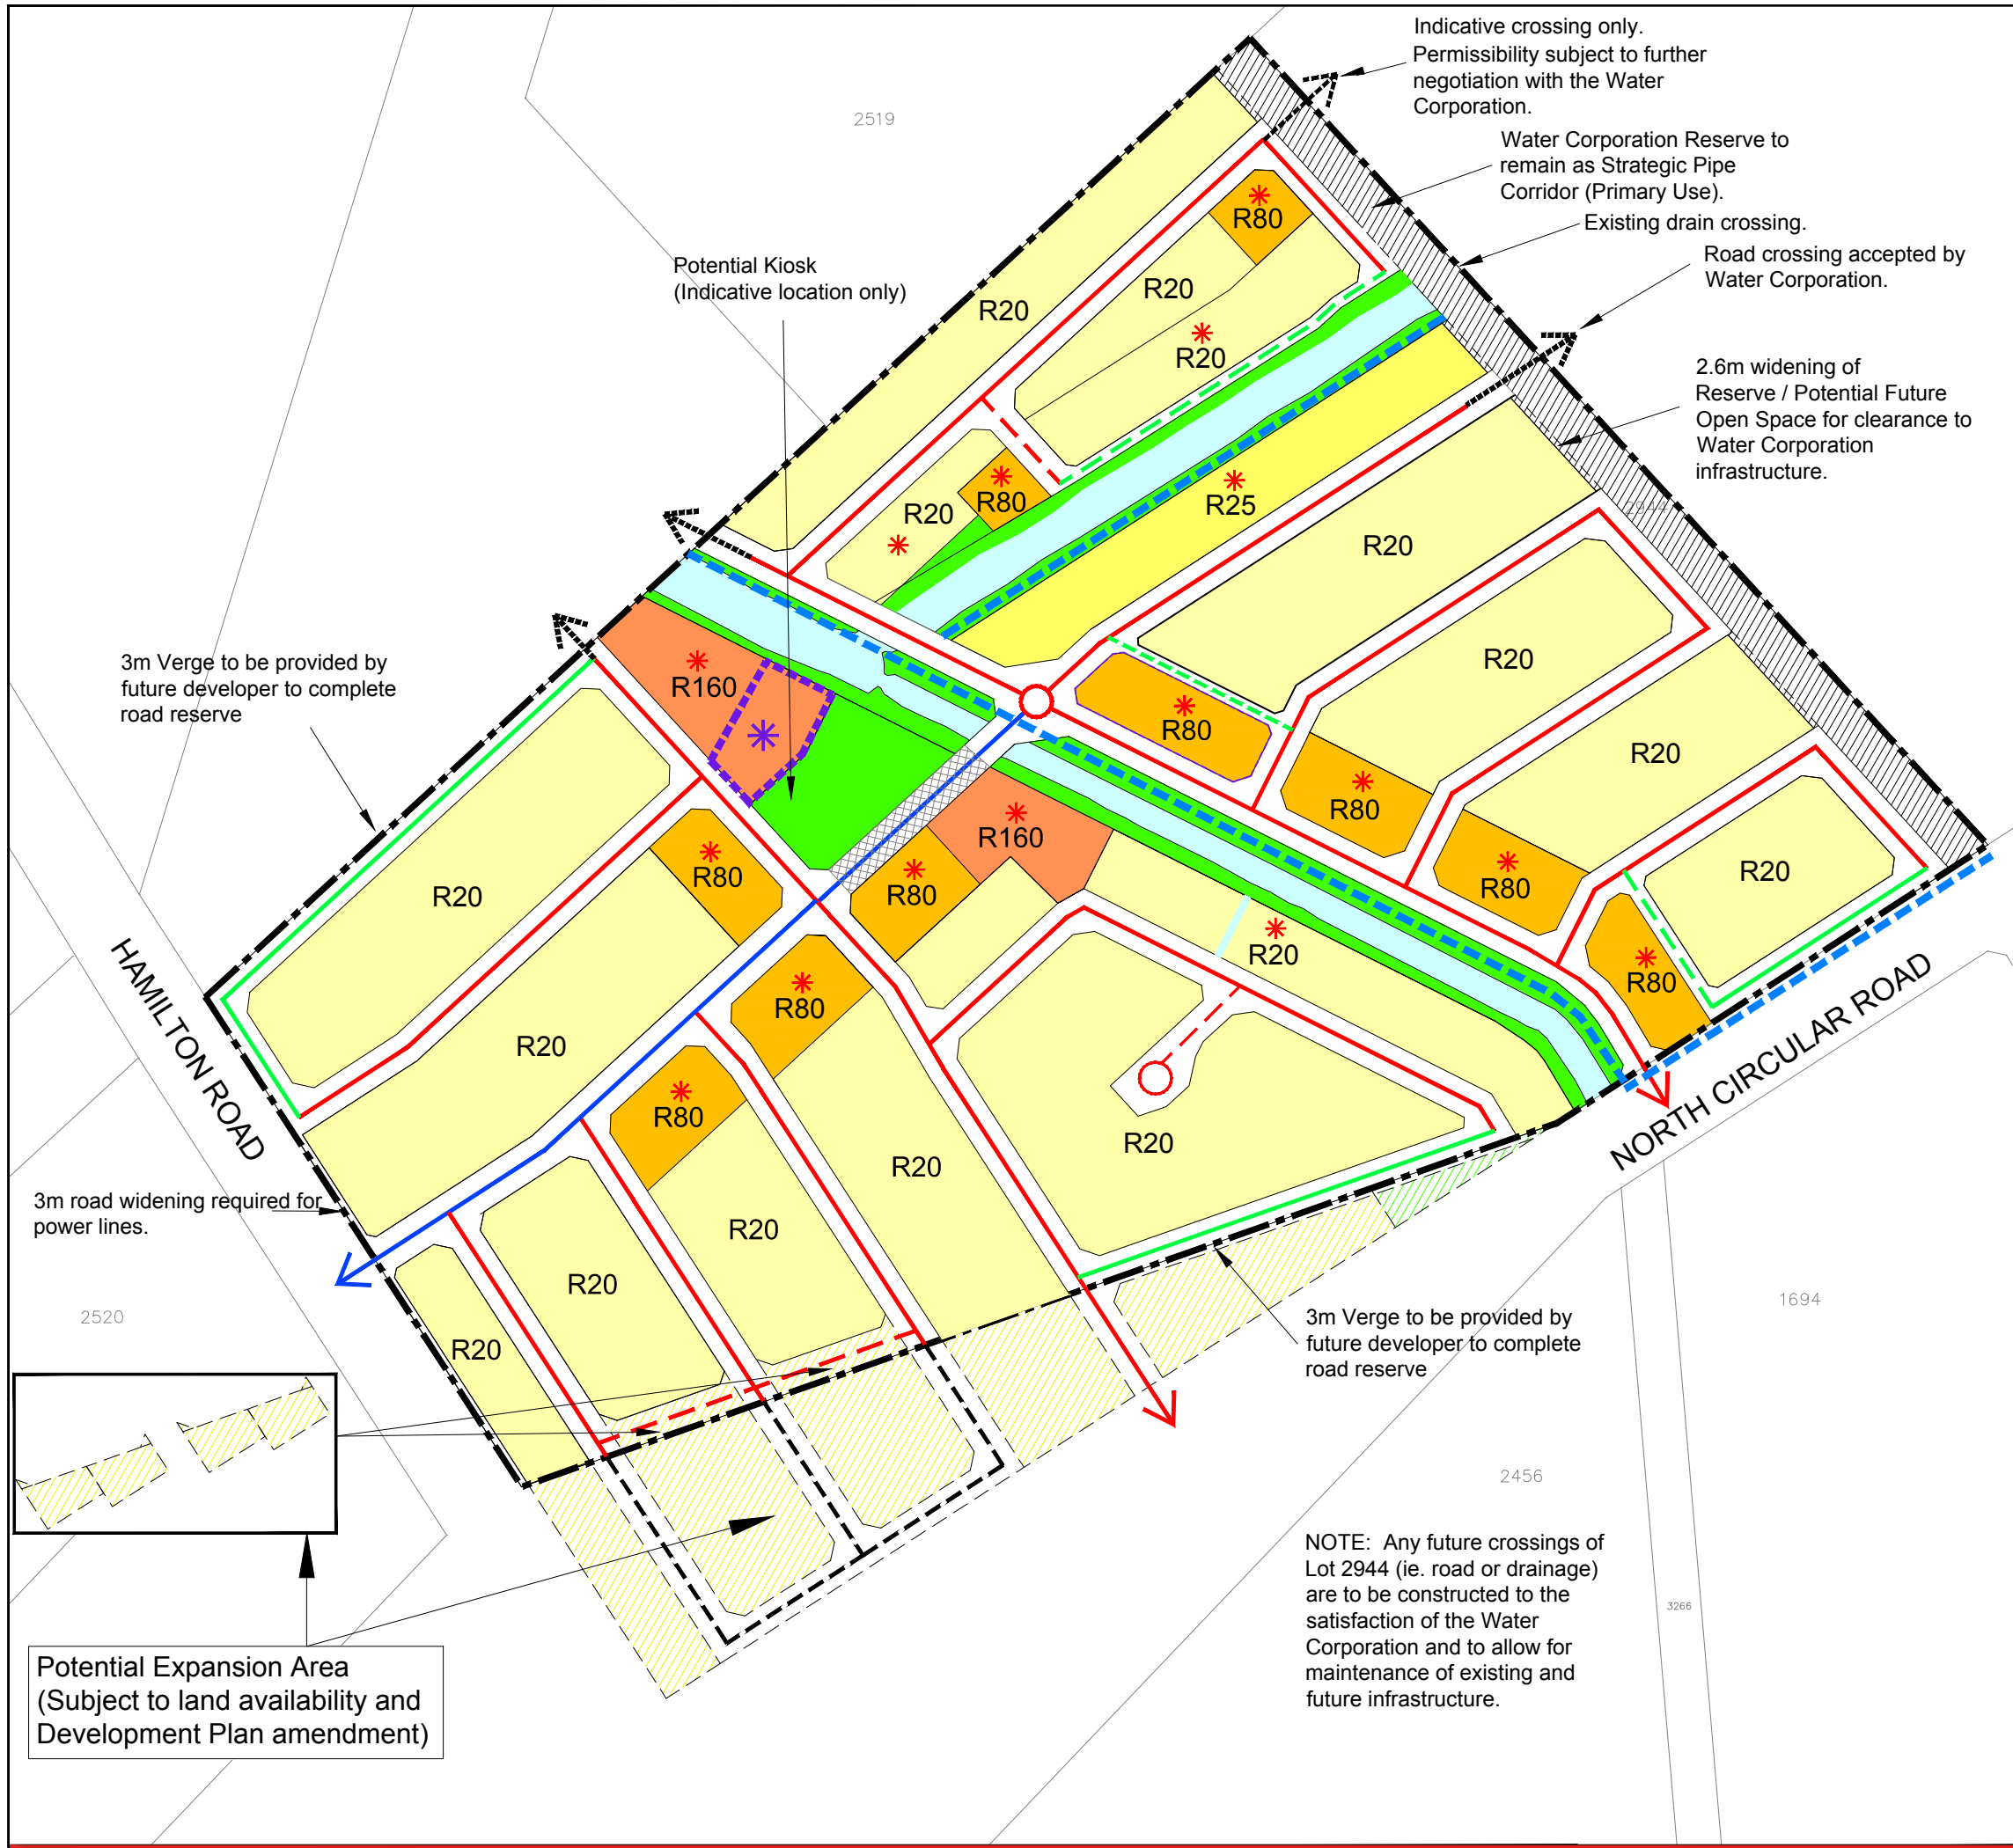 Indicative crossing only.
Permissibility subject to further
negotiation with the Water
Corporation.
2519
Water Corporation Reserve to
remain as Strategic Pipe
Corridor (Primary Use).
R80
Existing drain crossing.
Road crossing accepted by
Water Corporation.
Potential Kiosk
(Indicative location only)
R20
R20
R20
2.6m widening of
Reserve / Potential Future
Open Space for clearance to
Water Corporation
infrastructure.
R80
R20
R25
2944
R20
3m Verge to be provided by
future developer to complete
road reserve
R160
R20
R80
R20
R80
R160
R80
R80
R20
R80
R20
R80
R20
R80
HAMILTON ROAD
R20
R80
NORTH CIRCULAR ROAD
R80
R20
R20
3m road widening required for
power lines.
R20
R20
2520
R20
3m Verge to be provided by
future developer to complete
road reserve
1694
2456
NOTE: Any future crossings of
Lot 2944 (ie. road or drainage)
are to be constructed to the
satisfaction of the Water
Corporation and to allow for
maintenance of existing and
future infrastructure.
3266
Potential Expansion Area
(Subject to land availability and
Development Plan amendment)